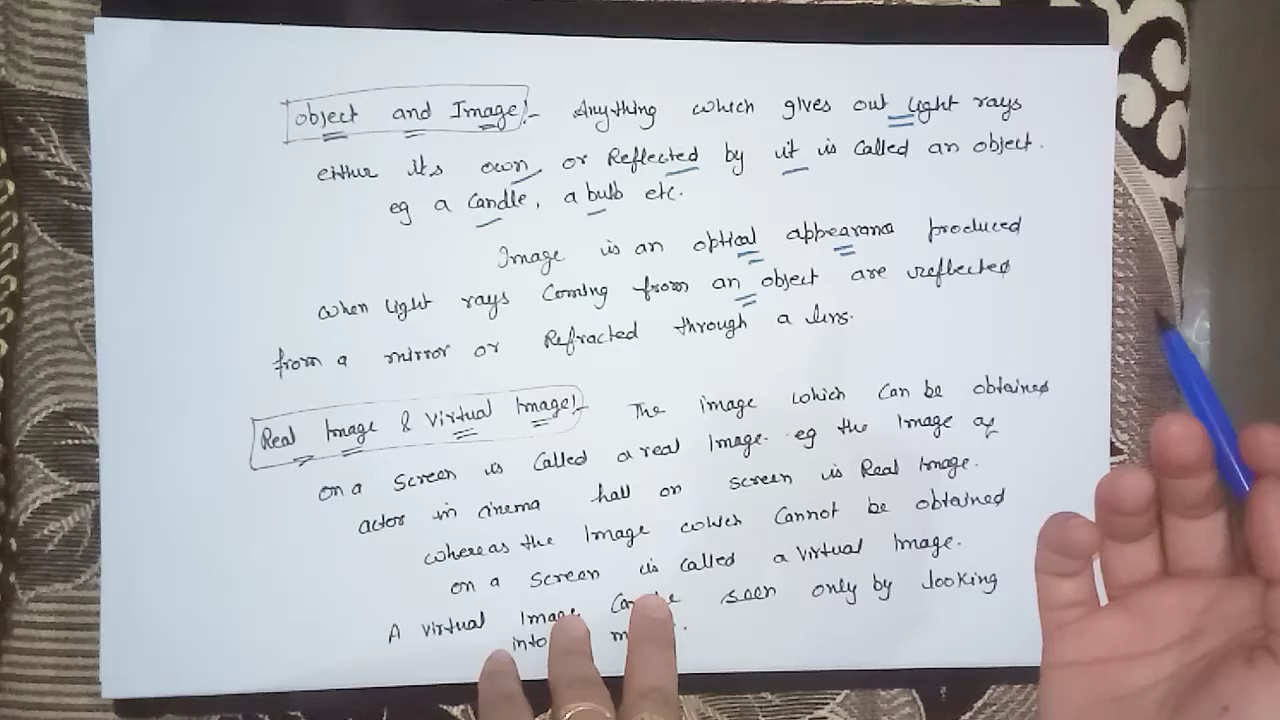 Object and Image:- Anything which gives out light rays
either its own or Reflected by it is called an object.
eg a Candle, a bulb etc.
Image is an optical appearance produced
when light rays coming from an object are reflected
from a mirror or Refracted through a lens.
Real Image & Virtual Image:- The image which can be obtained
on a screen is called a real Image. eg the Image of
actor in cinema hall on screen is Real Image.
whereas the Image which cannot be obtained
on a screen is called a virtual Image.
A virtual Image seen only by looking
into